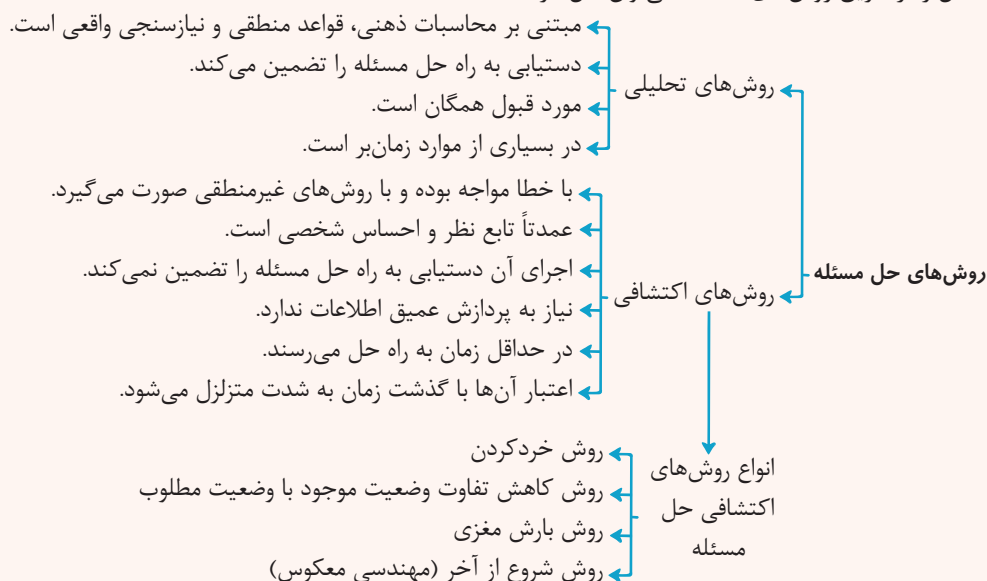 مبتنی بر محاسبات ذهنی، قواعد منطقی و نیازسنجی واقعی است.
دستیابی به راه حل مسئله را تضمین می‌کند.
روش‌های تحلیلی
مورد قبول همگان است.
در بسیاری از موارد زمان‌بر است.
با خطا مواجه بوده و با روش‌های غیرمنطقی صورت می‌گیرد.
عمدتاً تابع نظر و احساس شخصی است.
اجرای آن دستیابی به راه حل مسئله را تضمین نمی‌کند.
روش‌های حل مسئله
روش‌های اکتشافی
نیاز به پردازش عمیق اطلاعات ندارد.
در حداقل زمان به راه حل می‌رسند.
اعتبار آن‌ها با گذشت زمان به شدت متزلزل می‌شود.
انواع روش‌های
اکتشافی حل
مسئله
روش خردکردن
روش کاهش تفاوت وضعیت موجود با وضعیت مطلوب
روش بارش مغزی
روش شروع از آخر (مهندسی معکوس)